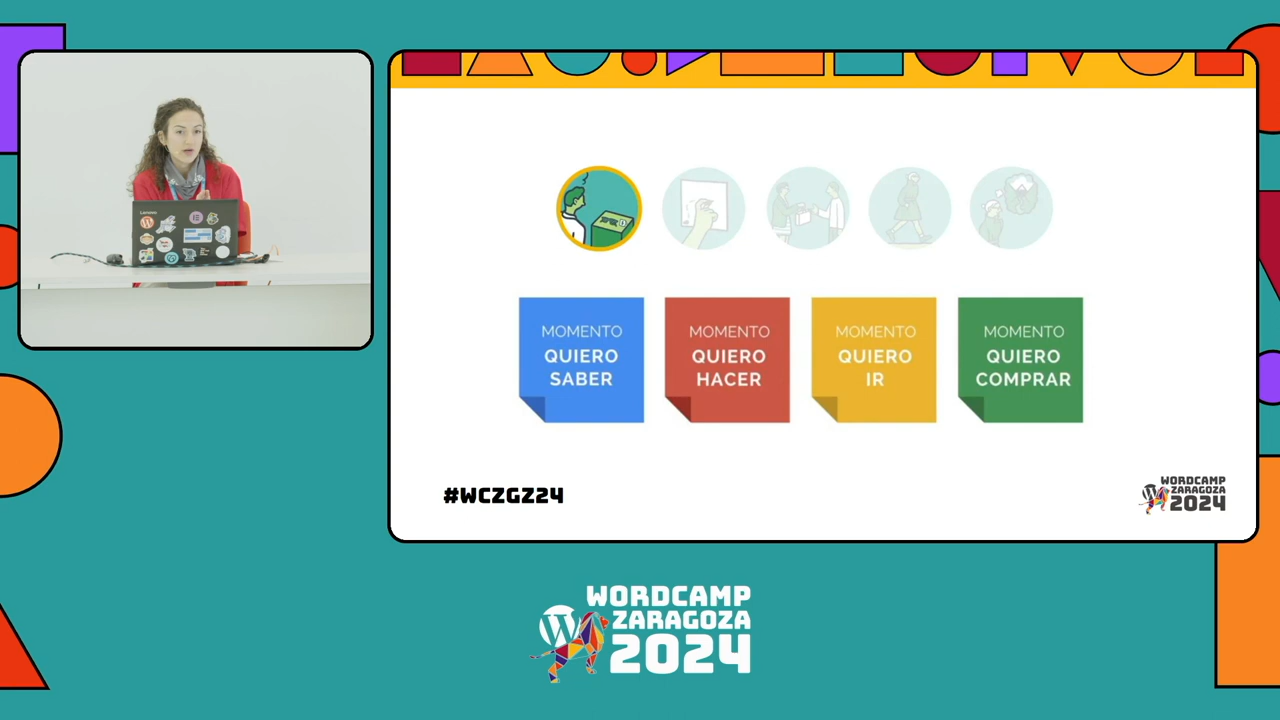 Lenovo
MOMENTO
QUIERO
SABER
MOMENTO
QUIERO
HACER
MOMENTO
QUIERO
IR
MOMENTO
QUIERO
COMPRAR
#WCZGZ24
WORDCAMP
ZARAGOZA
2024
WORDCAMP
ZARAGOZA
2024